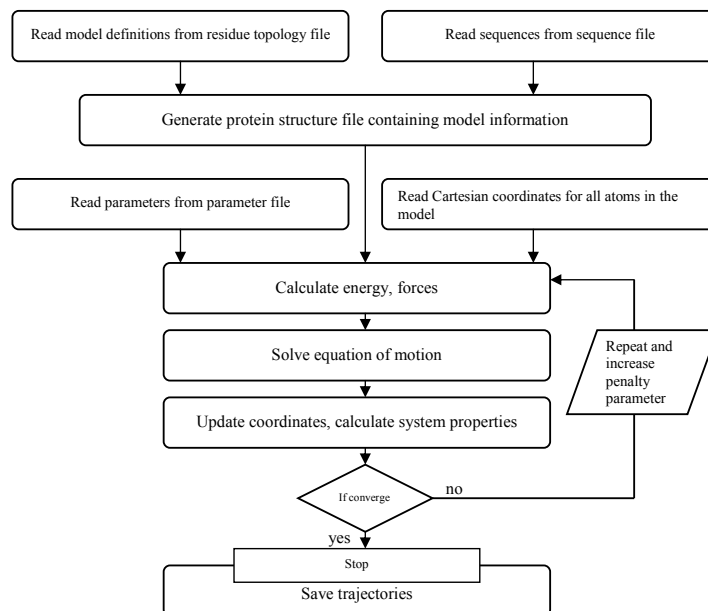 Read model definitions from residue topology file
Read sequences from sequence file
Generate protein structure file containing model information
Read parameters from parameter file
Read Cartesian coordinates for all atoms in the
model
Calculate energy, forces
Solve equation of motion
Repeat and
increase
penalty
parameter
Update coordinates, calculate system properties
If converge
no
yes
Stop
Save trajectories